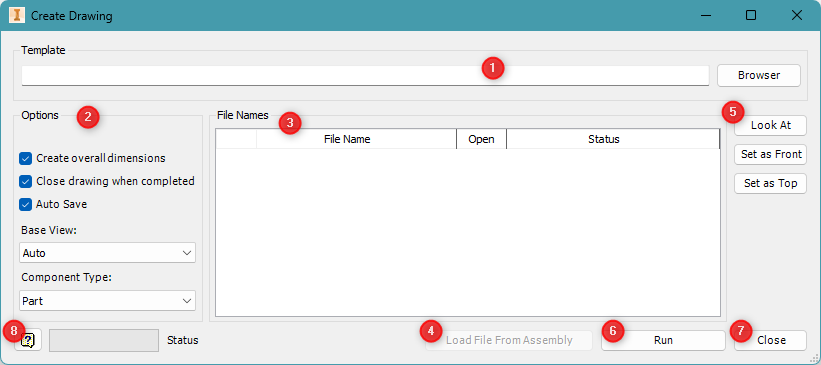 Create Drawing
Template
1
Browser
Options 2
Create overall dimensions
Close drawing when completed
Auto Save
Base View:
Auto
Component Type:
Part
File Names 3
File Name Open Status
5
Look At
Set as Front
Set as Top
8 ? Status
4 Load File From Assembly
6 Run
7 Close